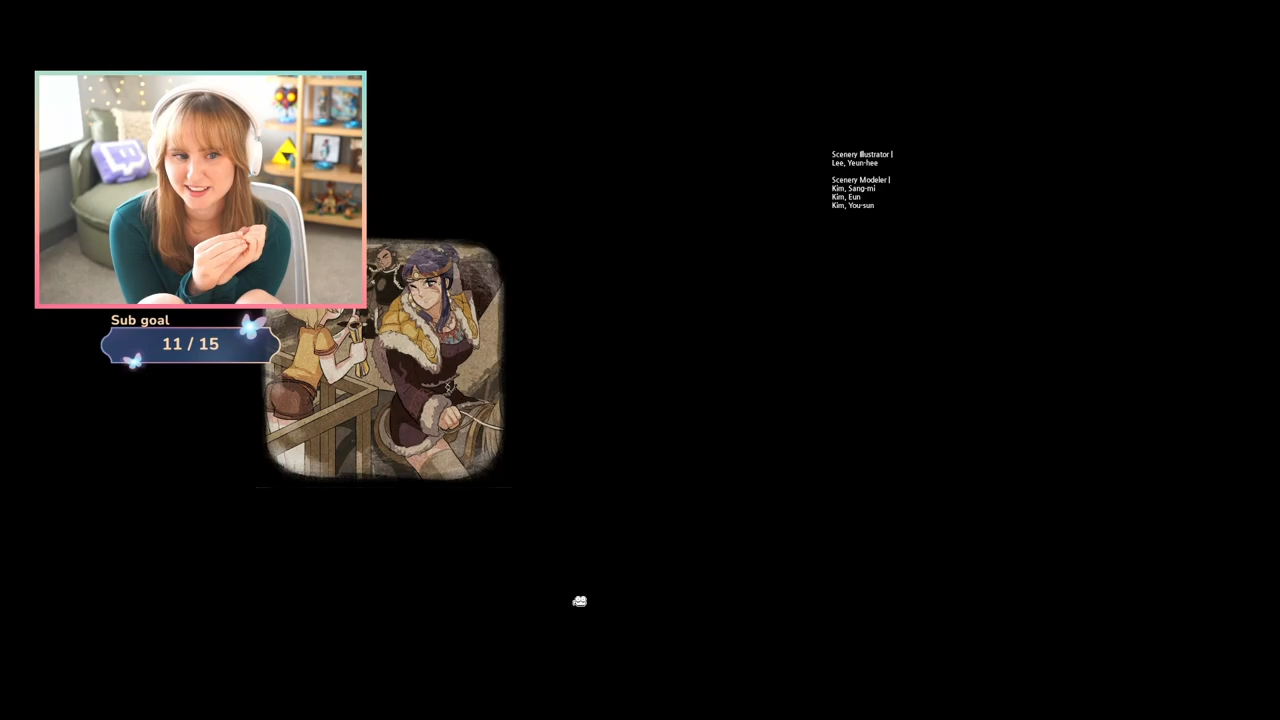 Sub goal
11 / 15
Scenery Illustrator |
Lee, Yeun-hee
Scenery Modeler |
Kim, Sang-mi
Kim, Eun
Kim, You-sun